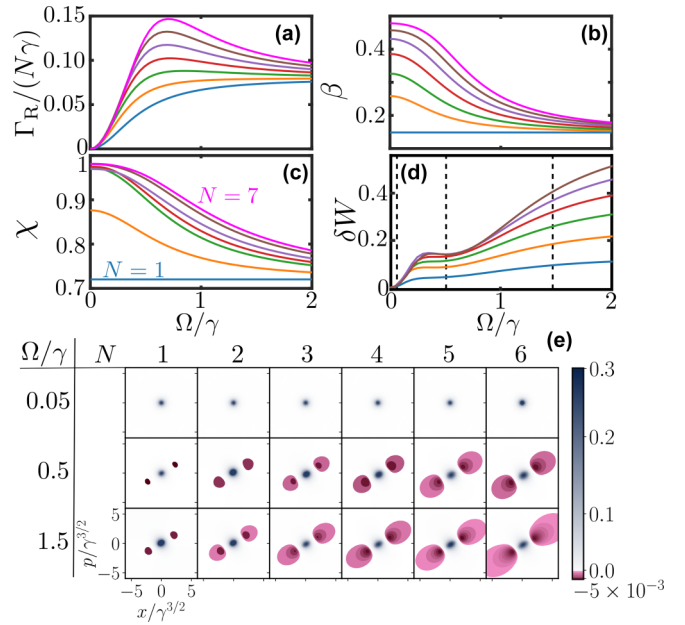 0.15
0.10
0.05
0
Γ_R/(Nγ)
(a)
0.4
0.2
β
(b)
1
0.9
0.8
0.7
χ
0
1
2
Ω/γ
(c)
N = 7
N = 1
0.4
0.2
0
δW
0
1
2
Ω/γ
(d)
(e)
Ω/γ N 1 2 3 4 5 6
0.05
0.5
1.5
5
0
−5
p/γ^{3/2}
−5 0 5
x/γ^{3/2}
0.3
0.2
0.1
0.0
−5 × 10^{−3}